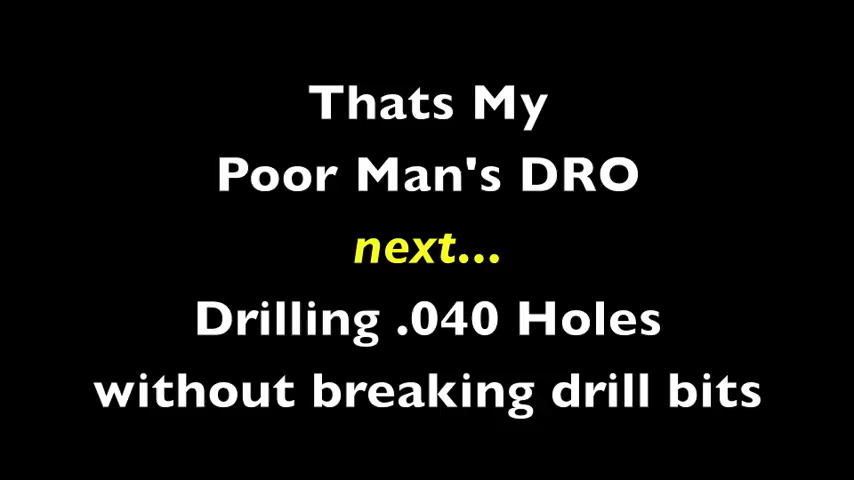 Thats My
Poor Man's DRO
next...
Drilling .040 Holes
without breaking drill bits